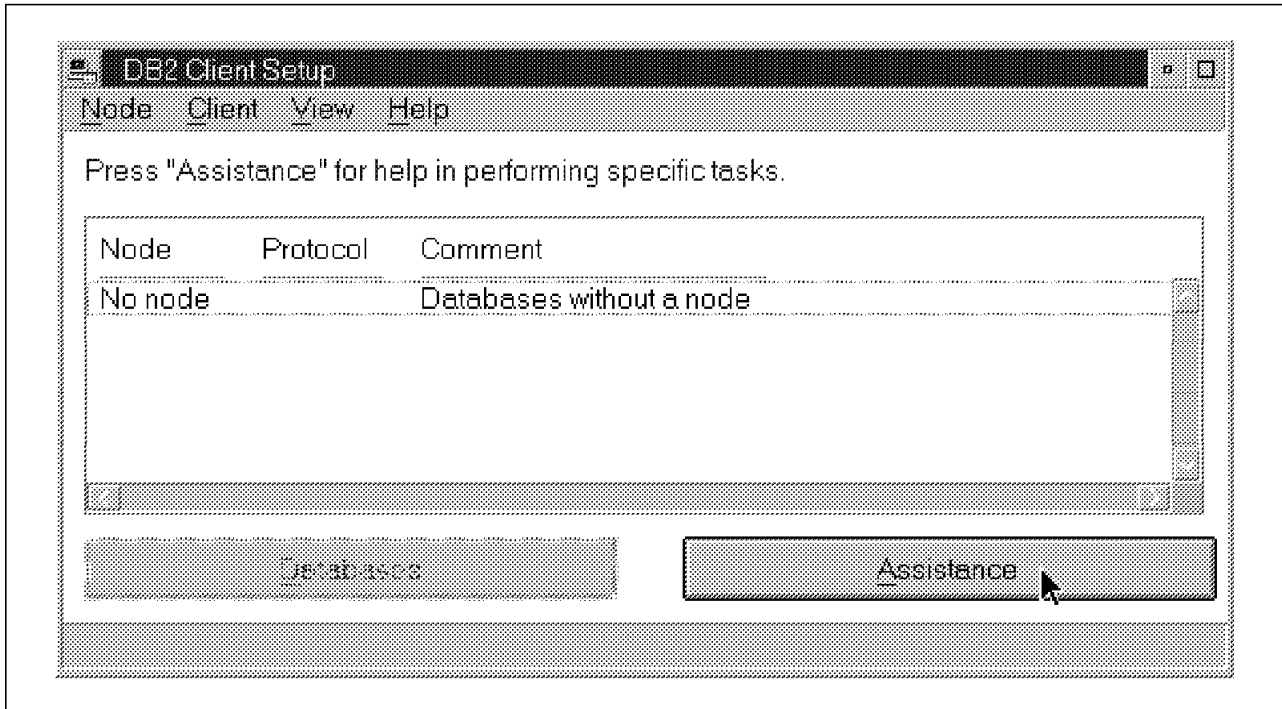 DB2 Client Setup
Node Client View Help
Press "Assistance" for help in performing specific tasks.
Node Protocol Comment
No node Databases without a node
Databases Assistance